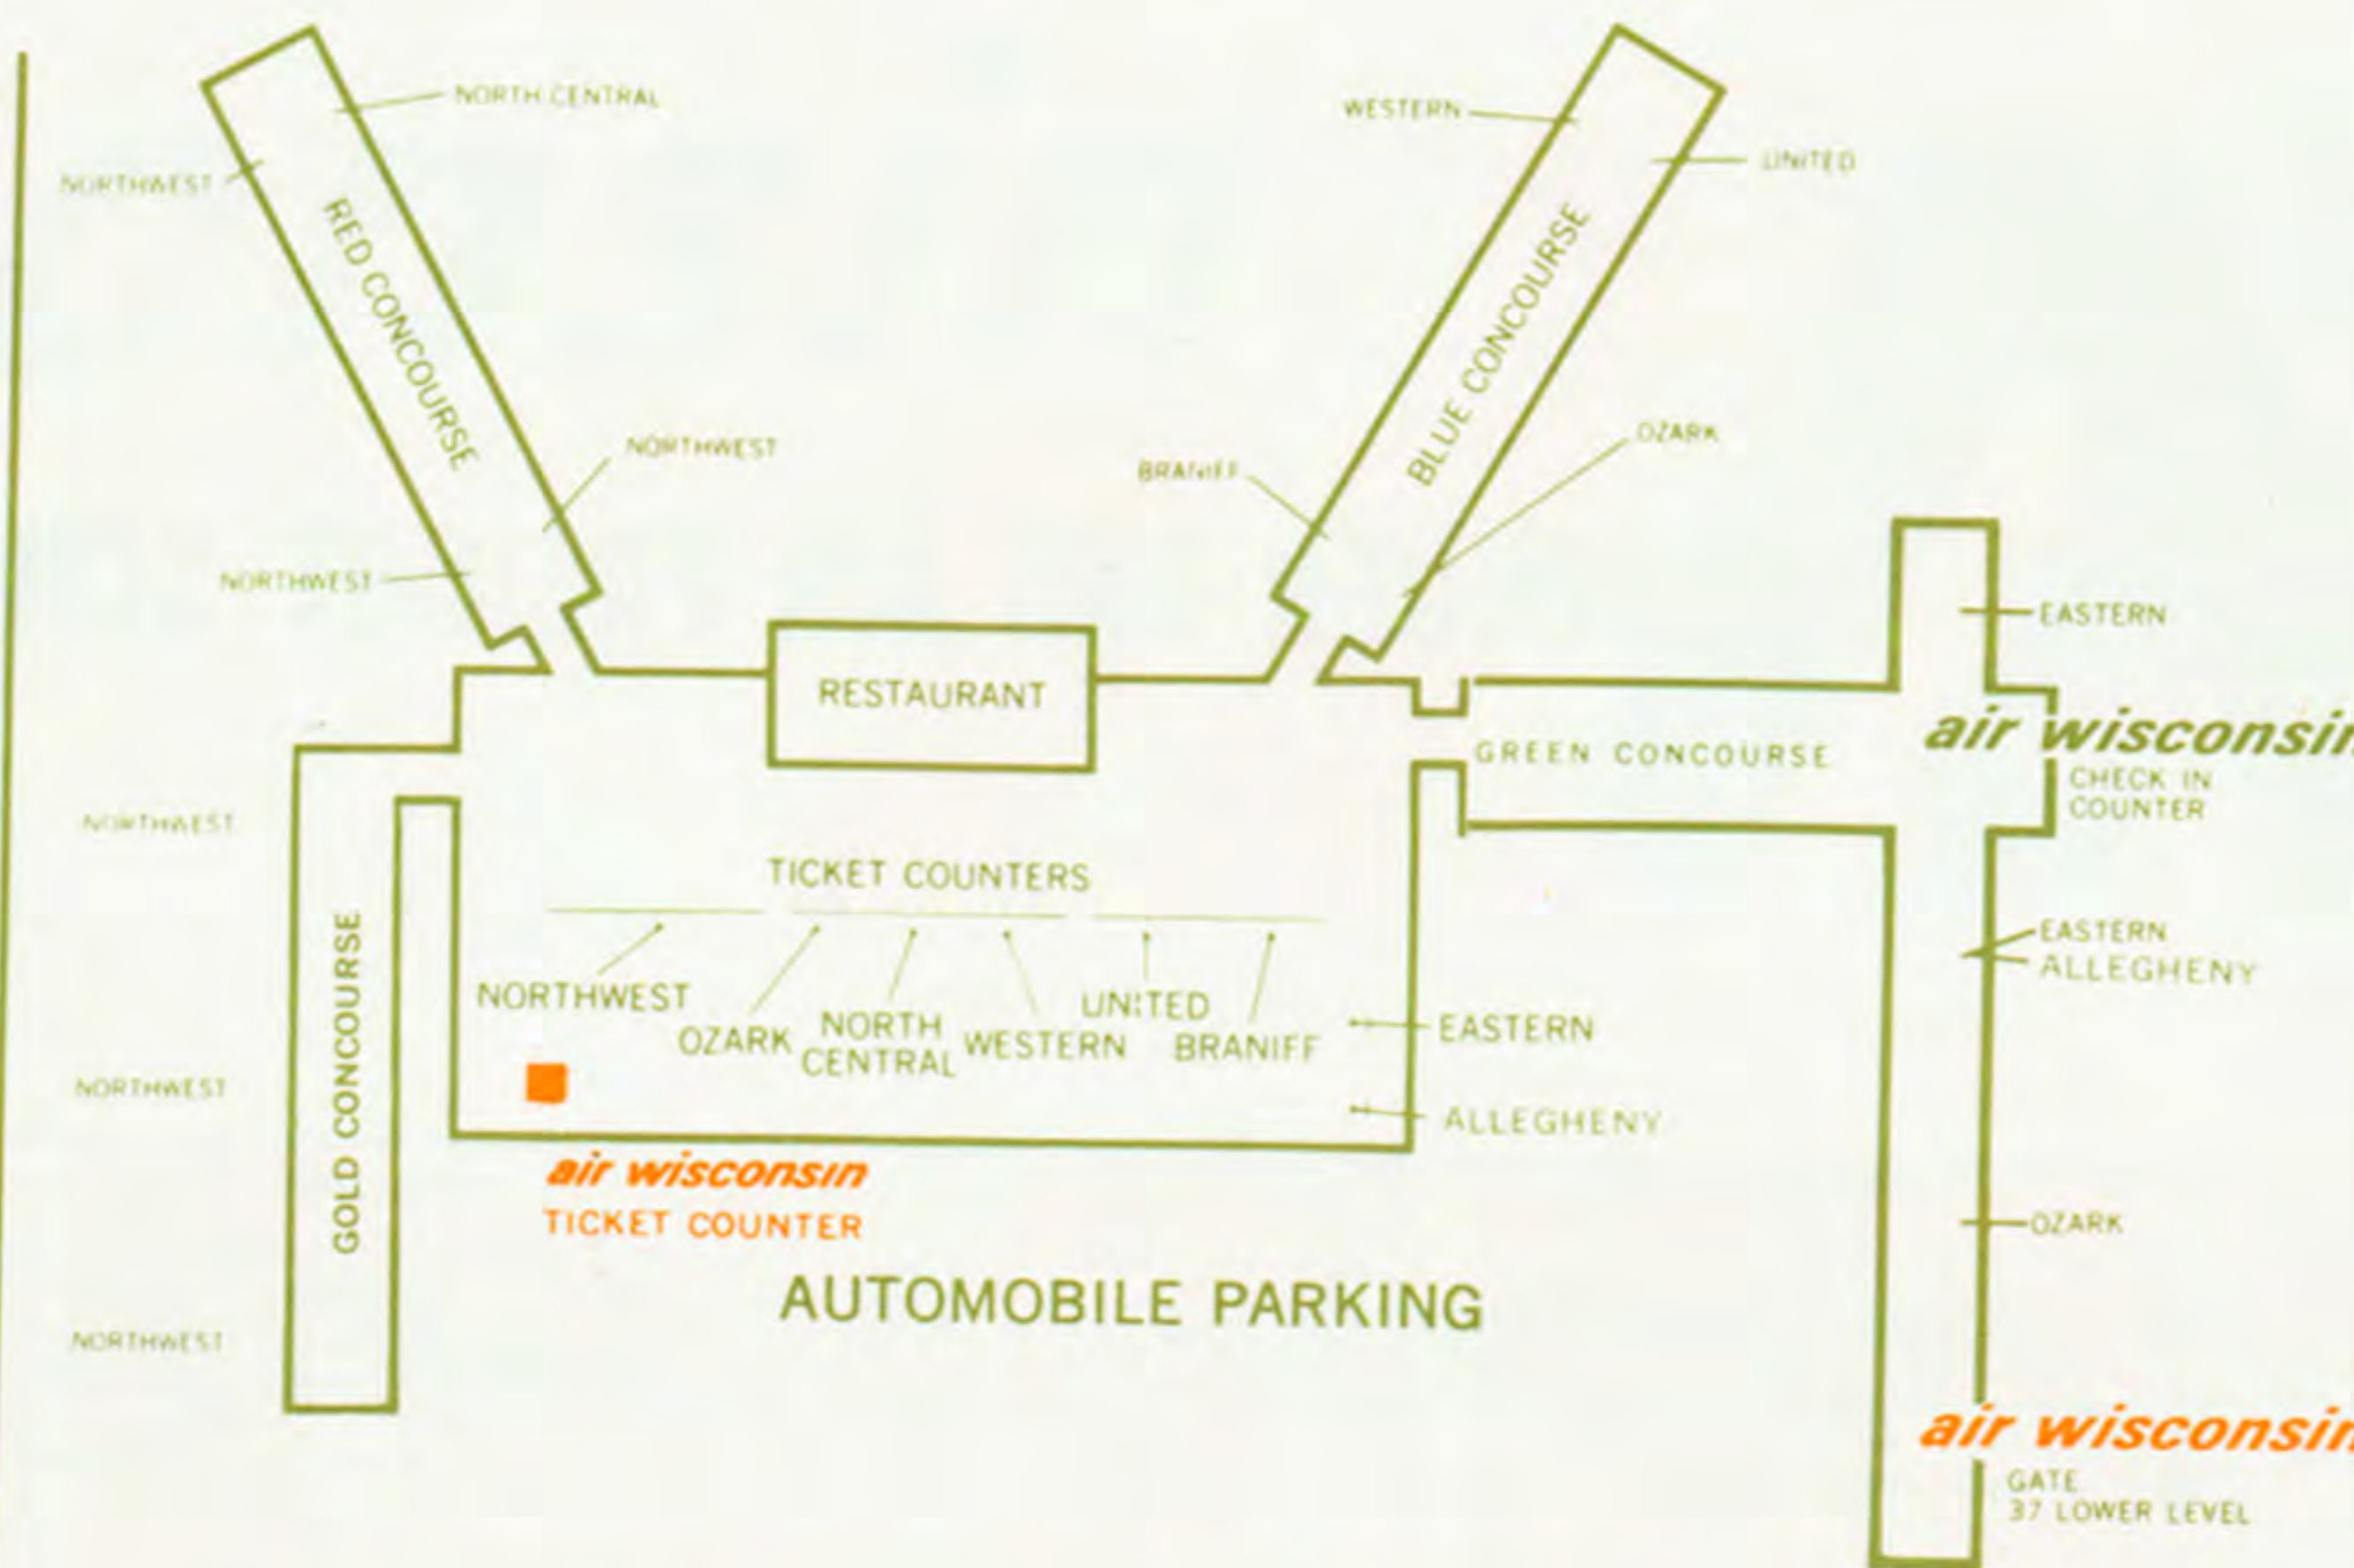 NORTH CENTRAL
NORTHWEST
RED CONCOURSE
NORTHWEST
NORTHWEST
WESTERN
UNITED
BLUE CONCOURSE
OZARK
BRANIFF
RESTAURANT
EASTERN
GREEN CONCOURSE
air wisconsin
CHECK IN
COUNTER
NORTHWEST
NORTHWEST
NORTHWEST
GOLD CONCOURSE
TICKET COUNTERS
NORTHWEST
OZARK
NORTH
CENTRAL
WESTERN
UNITED
BRANIFF
EASTERN
ALLEGHENY
EASTERN
ALLEGHENY
OZARK
air wisconsin
TICKET COUNTER
AUTOMOBILE PARKING
air wisconsin
GATE
37 LOWER LEVEL